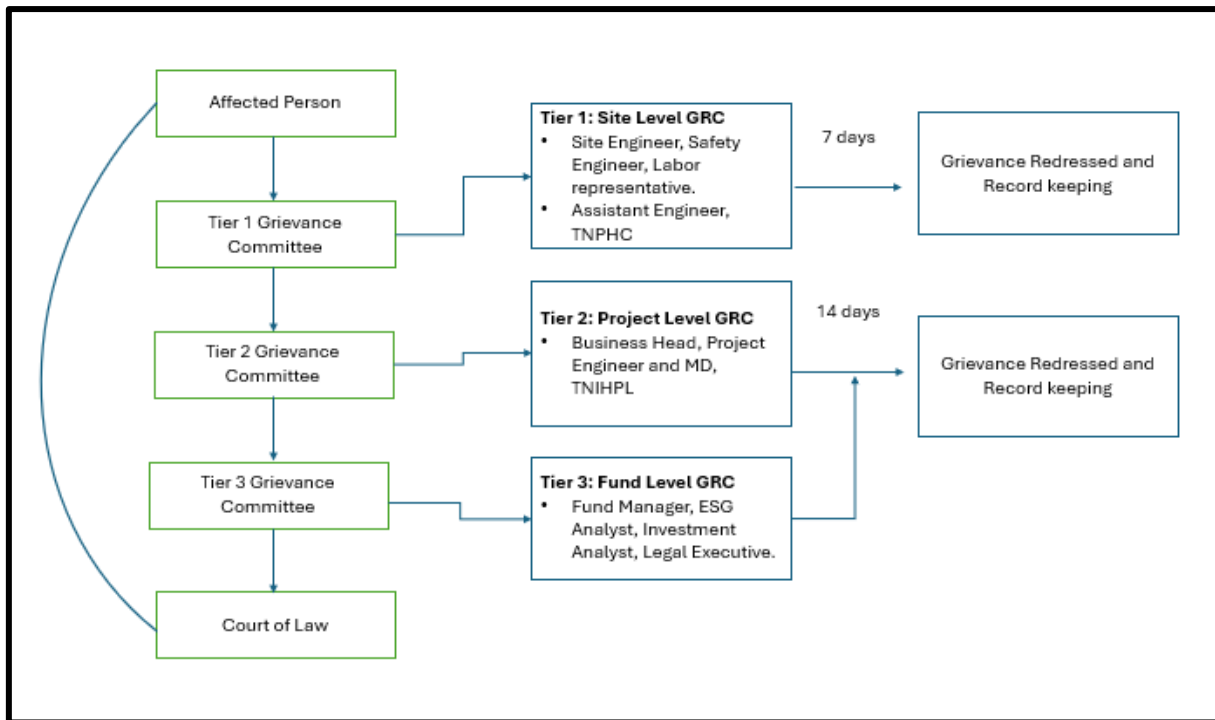 Affected Person
Tier 1 Grievance
Committee
Tier 2 Grievance
Committee
Tier 3 Grievance
Committee
Court of Law
Tier 1: Site Level GRC
• Site Engineer, Safety
Engineer, Labor
representative.
• Assistant Engineer,
TNPHC
7 days
Grievance Redressed and
Record keeping
Tier 2: Project Level GRC
• Business Head, Project
Engineer and MD,
TNIHPL
14 days
Grievance Redressed and
Record keeping
Tier 3: Fund Level GRC
• Fund Manager, ESG
Analyst, Investment
Analyst, Legal Executive.